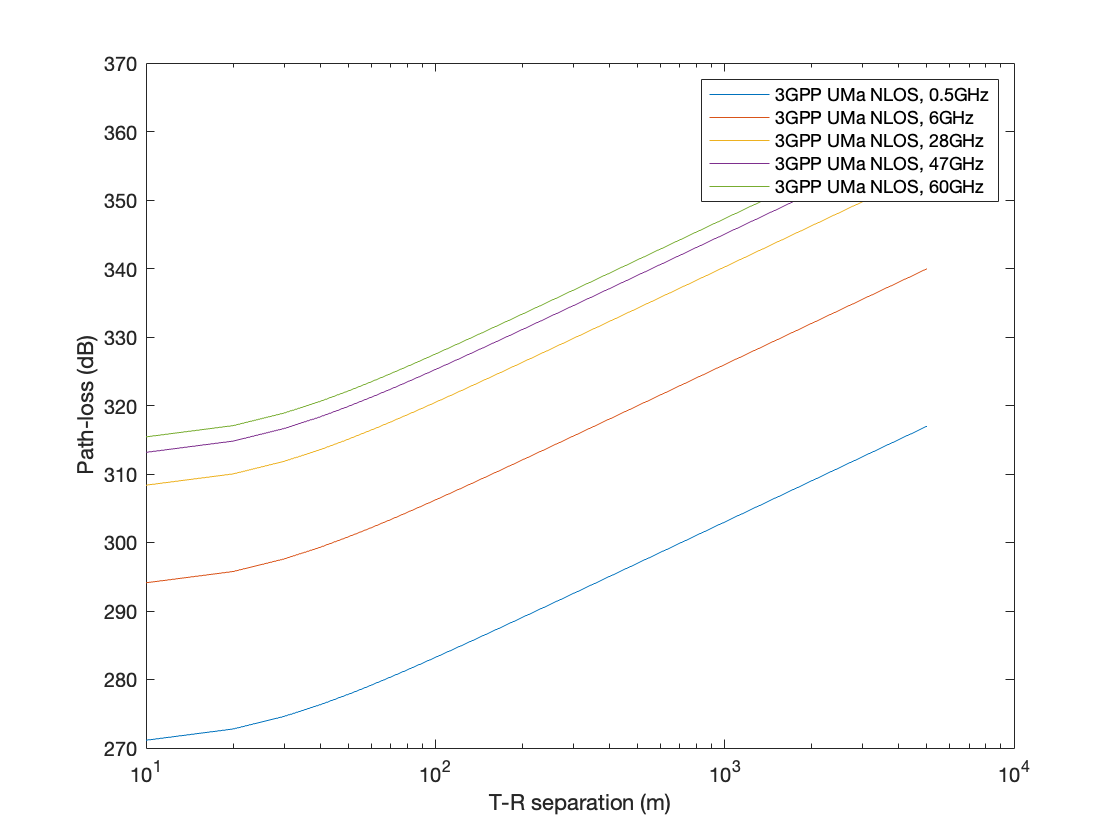 370
360
350
340
330
320
310
300
290
280
270
Path-loss (dB)
3GPP UMa NLOS, 0.5GHz
3GPP UMa NLOS, 6GHz
3GPP UMa NLOS, 28GHz
3GPP UMa NLOS, 47GHz
3GPP UMa NLOS, 60GHz
10^1 10^2 10^3 10^4
T-R separation (m)